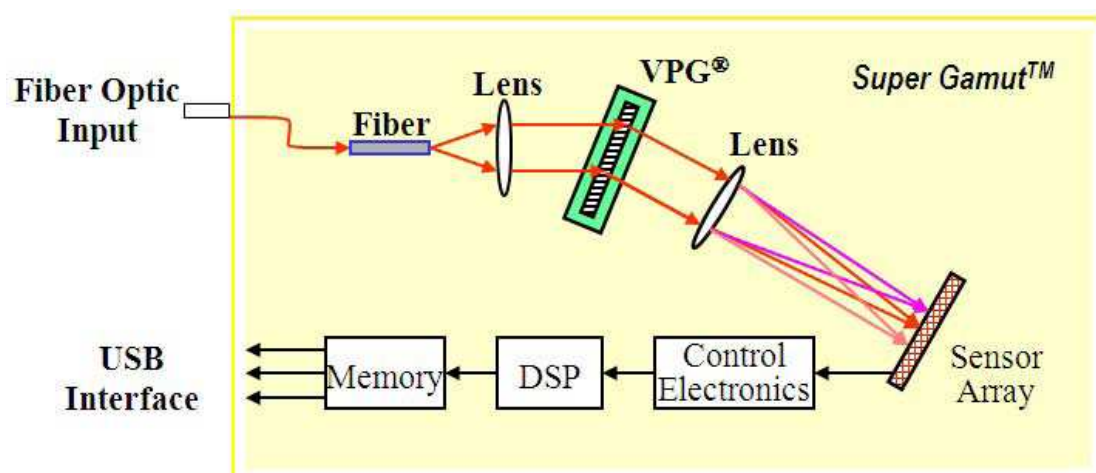 Fiber Optic
Input
Fiber
Lens
VPG®
Lens
Super Gamut™
USB
Interface
Memory
DSP
Control
Electronics
Sensor
Array